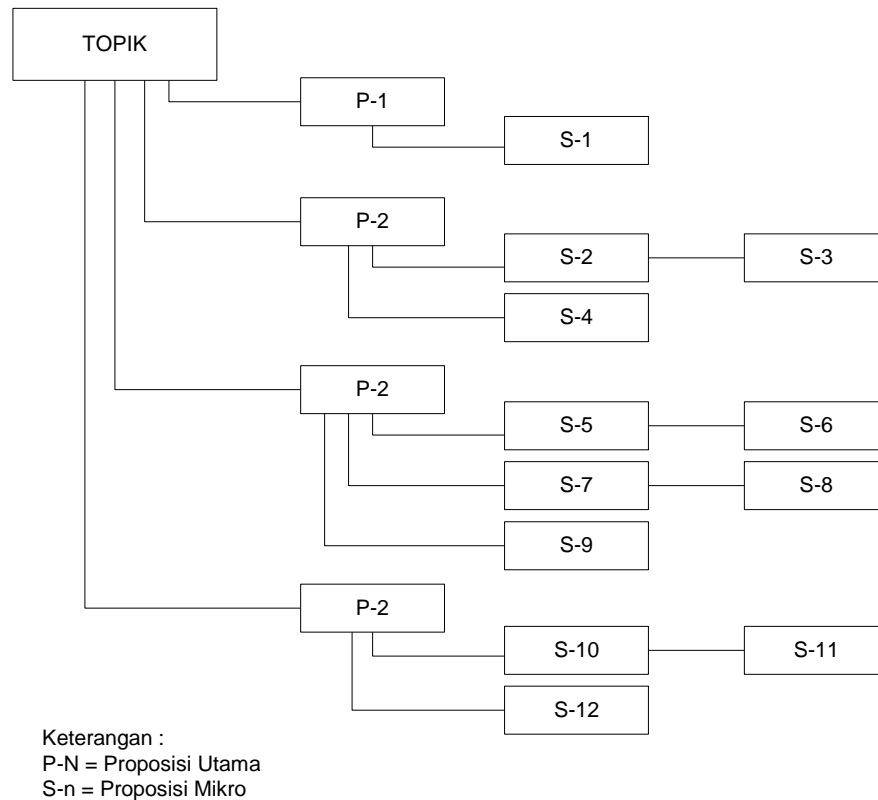 TOPIK
P-1
S-1
P-2
S-2
S-3
S-4
P-2
S-5
S-6
S-7
S-8
S-9
P-2
S-10
S-11
S-12
Keterangan :
P-N = Proposisi Utama
S-n = Proposisi Mikro